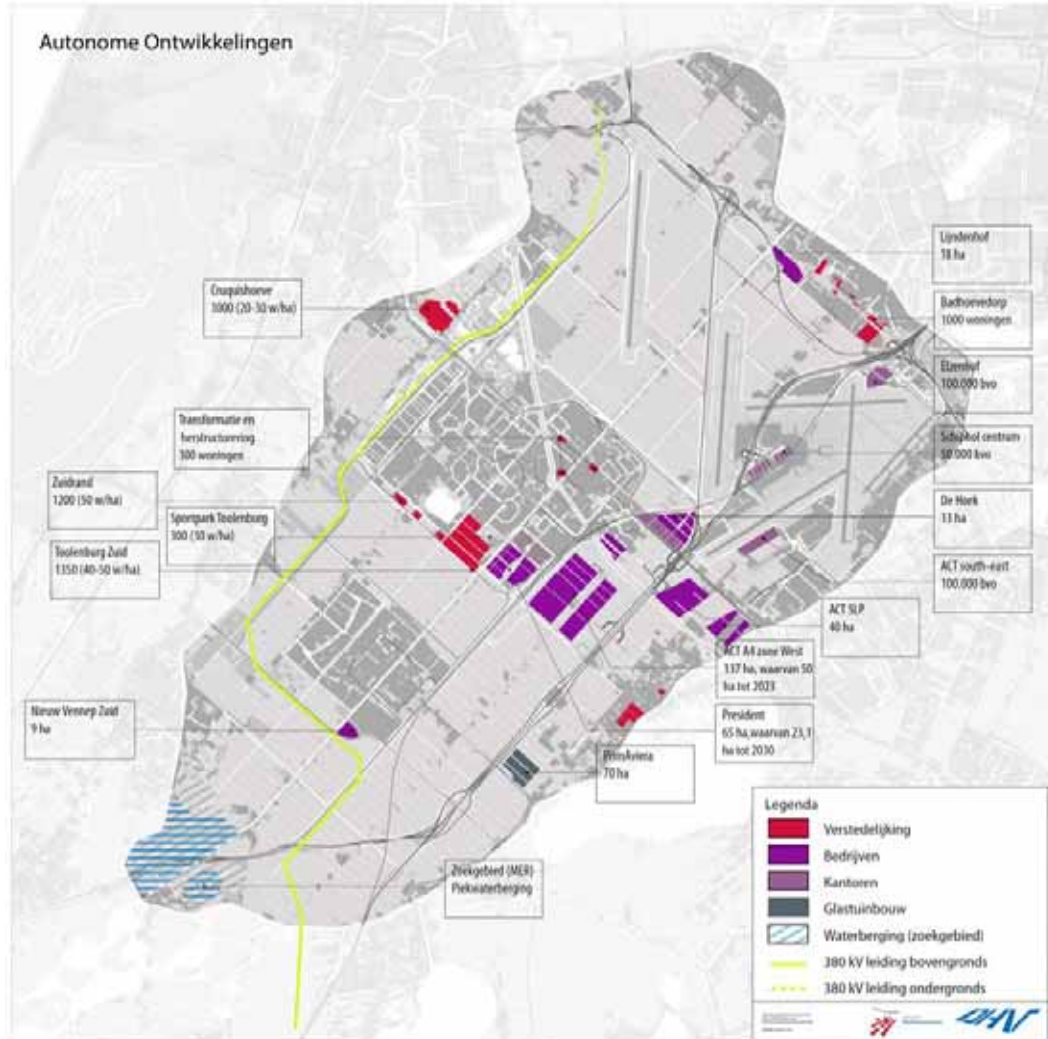 Autonome Ontwikkelingen
Lijndenhof
18 ha
Cruquishoeve
1000 (20-30 w/ha)
Badhoevedorp
1000 woningen
Elzenhof
100.000 bvo
Transformatie en
herstructurering
300 woningen
Schiphol centrum
50.000 bvo
Zuidrand
1200 (50 w/ha)
De Hoek
13 ha
Sportpark Toolenburg
300 (30 w/ha)
Toolenburg Zuid
1350 (40-50 w/ha)
ACT south-east
100.000 bvo
ACT SLP
40 ha
ACT A4 zone West
137 ha, waarvan 50
ha tot 2023
Nieuw Vennep Zuid
9 ha
President
65 ha,waarvan 23,1
ha tot 2030
PrimAviera
70 ha
Zoekgebied (MER)
Piekwaterberging
Legenda
Verstedelijking
Bedrijven
Kantoren
Glastuinbouw
Waterberging (zoekgebied)
380 kV leiding bovengronds
380 kV leiding ondergronds
DHV